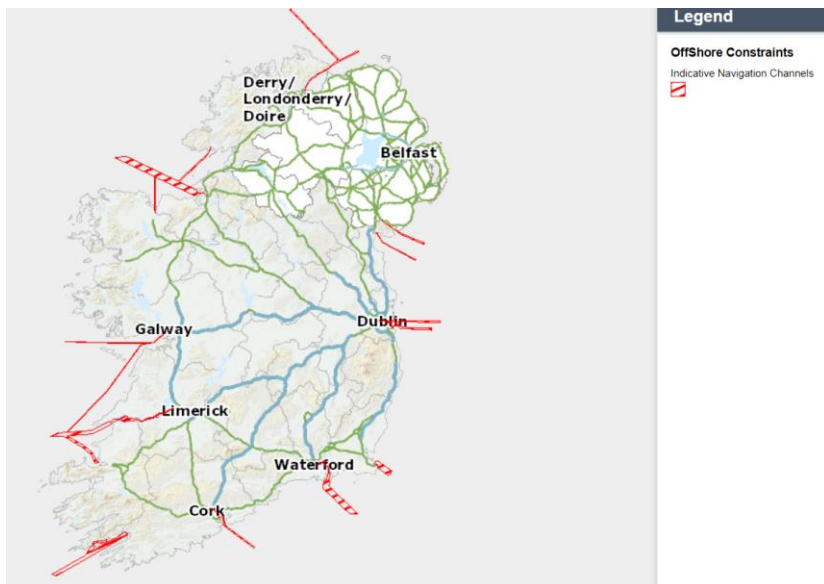 Legend
OffShore Constraints
Indicative Navigation Channels
Derry/
Londonderry/
Doire
Belfast
Galway
Dublin
Limerick
Waterford
Cork